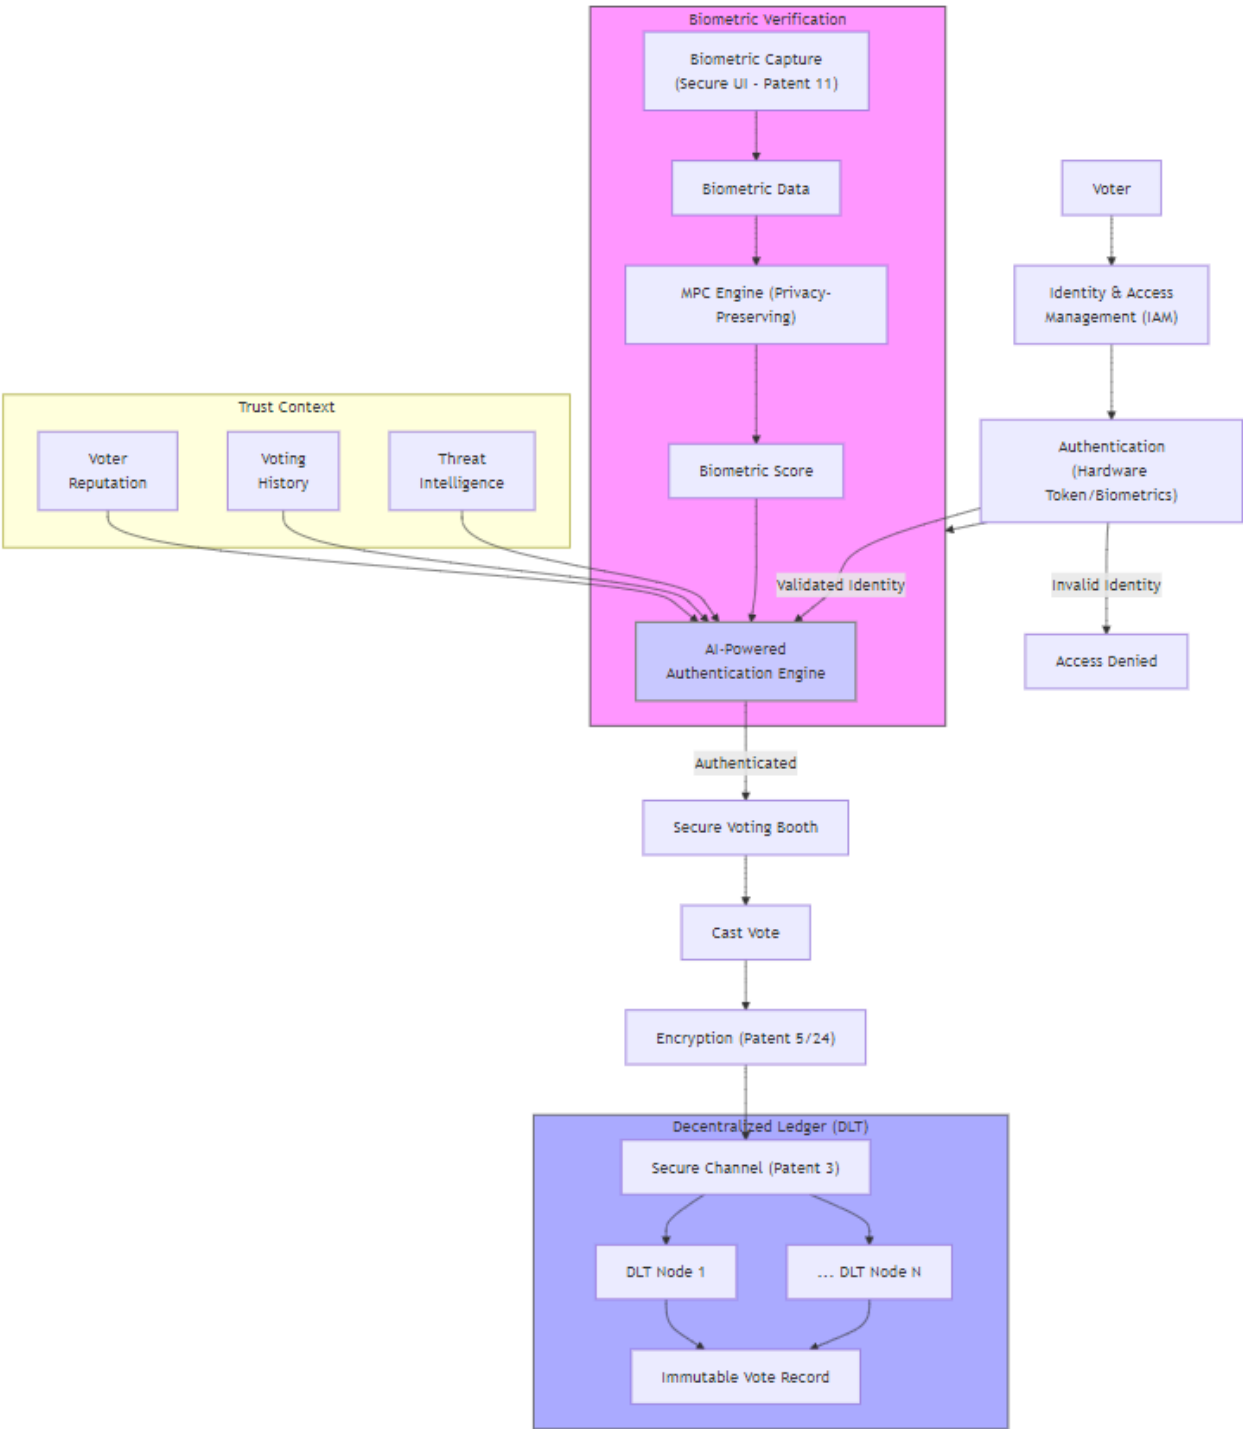 Biometric Verification
Biometric Capture
(Secure UI - Patent 11)
Biometric Data
Voter
MPC Engine (Privacy-
Preserving)
Identity & Access
Management (IAM)
Trust Context
Voter
Reputation
Voting
History
Threat
Intelligence
Biometric Score
Authentication
(Hardware
Token/Biometrics)
Validated Identity
Invalid Identity
AI-Powered
Authentication Engine
Access Denied
Authenticated
Secure Voting Booth
Cast Vote
Encryption (Patent 5/24)
Decentralized Ledger (DLT)
Secure Channel (Patent 3)
DLT Node 1
... DLT Node N
Immutable Vote Record